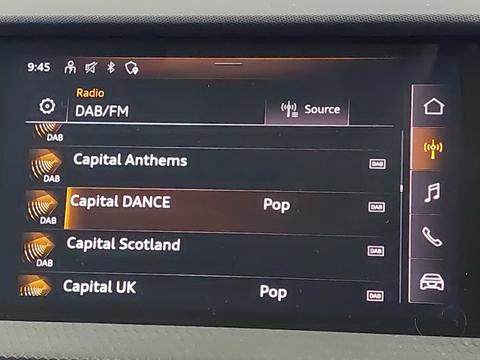 9:45
Radio
DAB/FM
Source
DAB
Capital Anthems
DAB
Capital DANCE Pop
DAB
DAB
Capital Scotland
DAB
DAB
Capital UK Pop
DAB